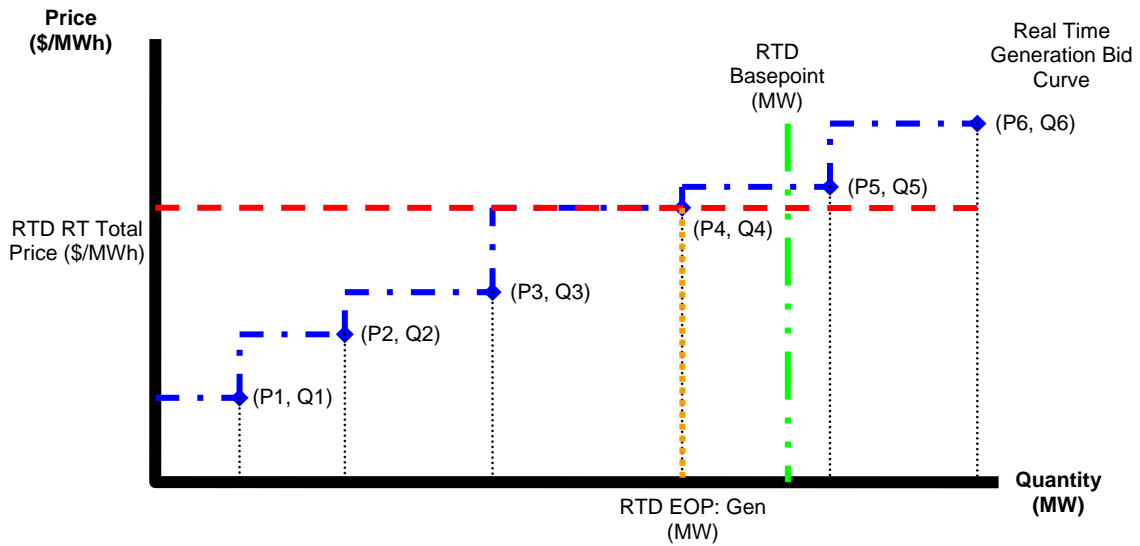 Price
($/MWh)
RTD
Basepoint
(MW)
Real Time
Generation Bid
Curve
(P6, Q6)
(P5, Q5)
RTD RT Total
Price ($/MWh)
(P4, Q4)
(P3, Q3)
(P2, Q2)
(P1, Q1)
Quantity
(MW)
RTD EOP: Gen
(MW)